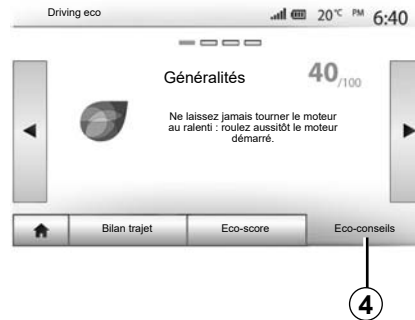 Driving eco
20°C PM 6:40
Généralités
40/100
Ne laissez jamais tourner le moteur
au ralenti : roulez aussitôt le moteur
démarré.
Bilan trajet
Eco-score
Eco-conseils
4